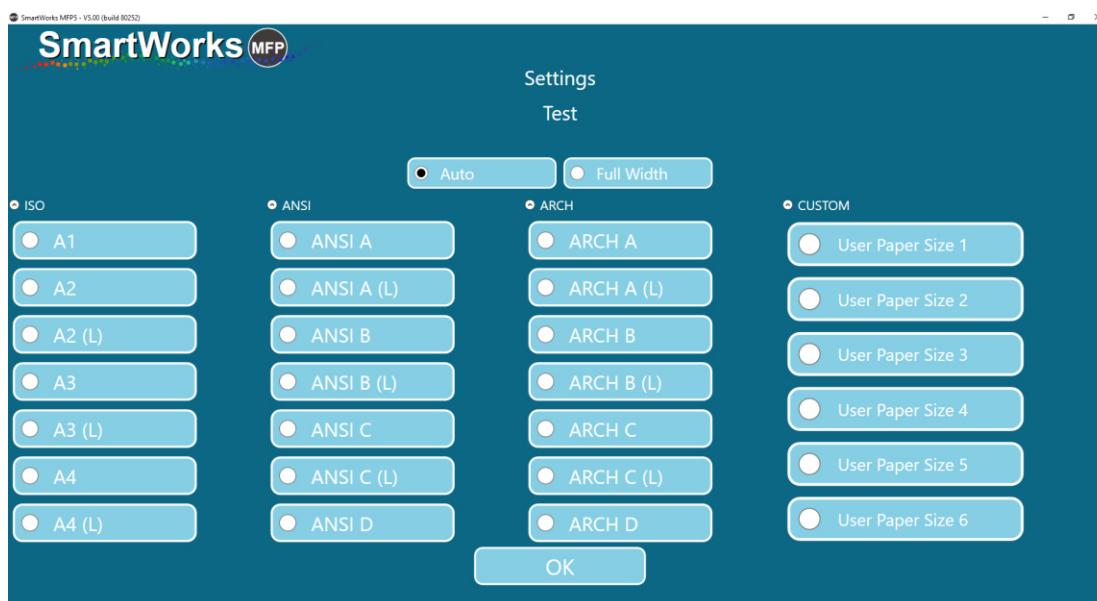 SmartWorks MFP5 - V5.00 (build 80252)
SmartWorks MFP
Settings
Test
Auto
Full Width
ISO
A1
A2
A2 (L)
A3
A3 (L)
A4
A4 (L)
ANSI
ANSI A
ANSI A (L)
ANSI B
ANSI B (L)
ANSI C
ANSI C (L)
ANSI D
ARCH
ARCH A
ARCH A (L)
ARCH B
ARCH B (L)
ARCH C
ARCH C (L)
ARCH D
CUSTOM
User Paper Size 1
User Paper Size 2
User Paper Size 3
User Paper Size 4
User Paper Size 5
User Paper Size 6
OK